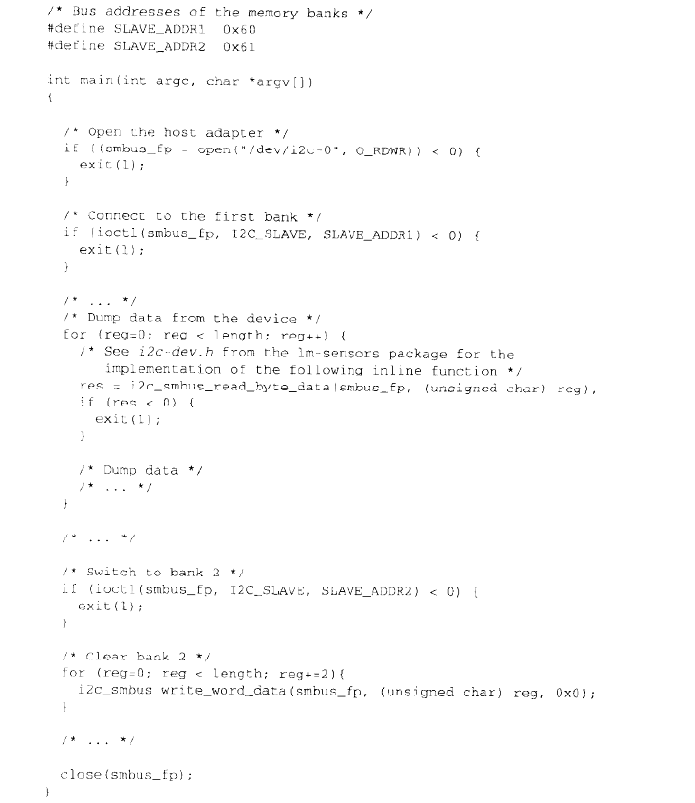 /* Bus addresses of the memory banks */
#define SLAVE_ADDR1 0x60
#define SLAVE_ADDR2 0x61
int main(int argc, char *argv[])
{
/* Open the host adapter */
if ((smbus_fp = open("/dev/i2c-0", O_RDWR)) < 0) {
exit(1);
}
/* Connect to the first bank */
if (ioctl(smbus_fp, I2C_SLAVE, SLAVE_ADDR1) < 0) {
exit(1);
}
/* ... */
/* Dump data from the device */
for (reg=0; reg < length; reg++) {
/* See i2c-dev.h from the lm-sensors package for the
implementation of the following inline function */
res = i2c_smbus_read_byte_data(smbus_fp, (unsigned char) reg);
if (res < 0) {
exit(1);
}
/* Dump data */
/* ... */
}
/* ... */
/* Switch to bank 2 */
if (ioctl(smbus_fp, I2C_SLAVE, SLAVE_ADDR2) < 0) {
exit(1);
}
/* Clear bank 2 */
for (reg=0; reg < length; reg+=2){
i2c_smbus_write_word_data(smbus_fp, (unsigned char) reg, 0x0);
}
/* ... */
close(smbus_fp);
}